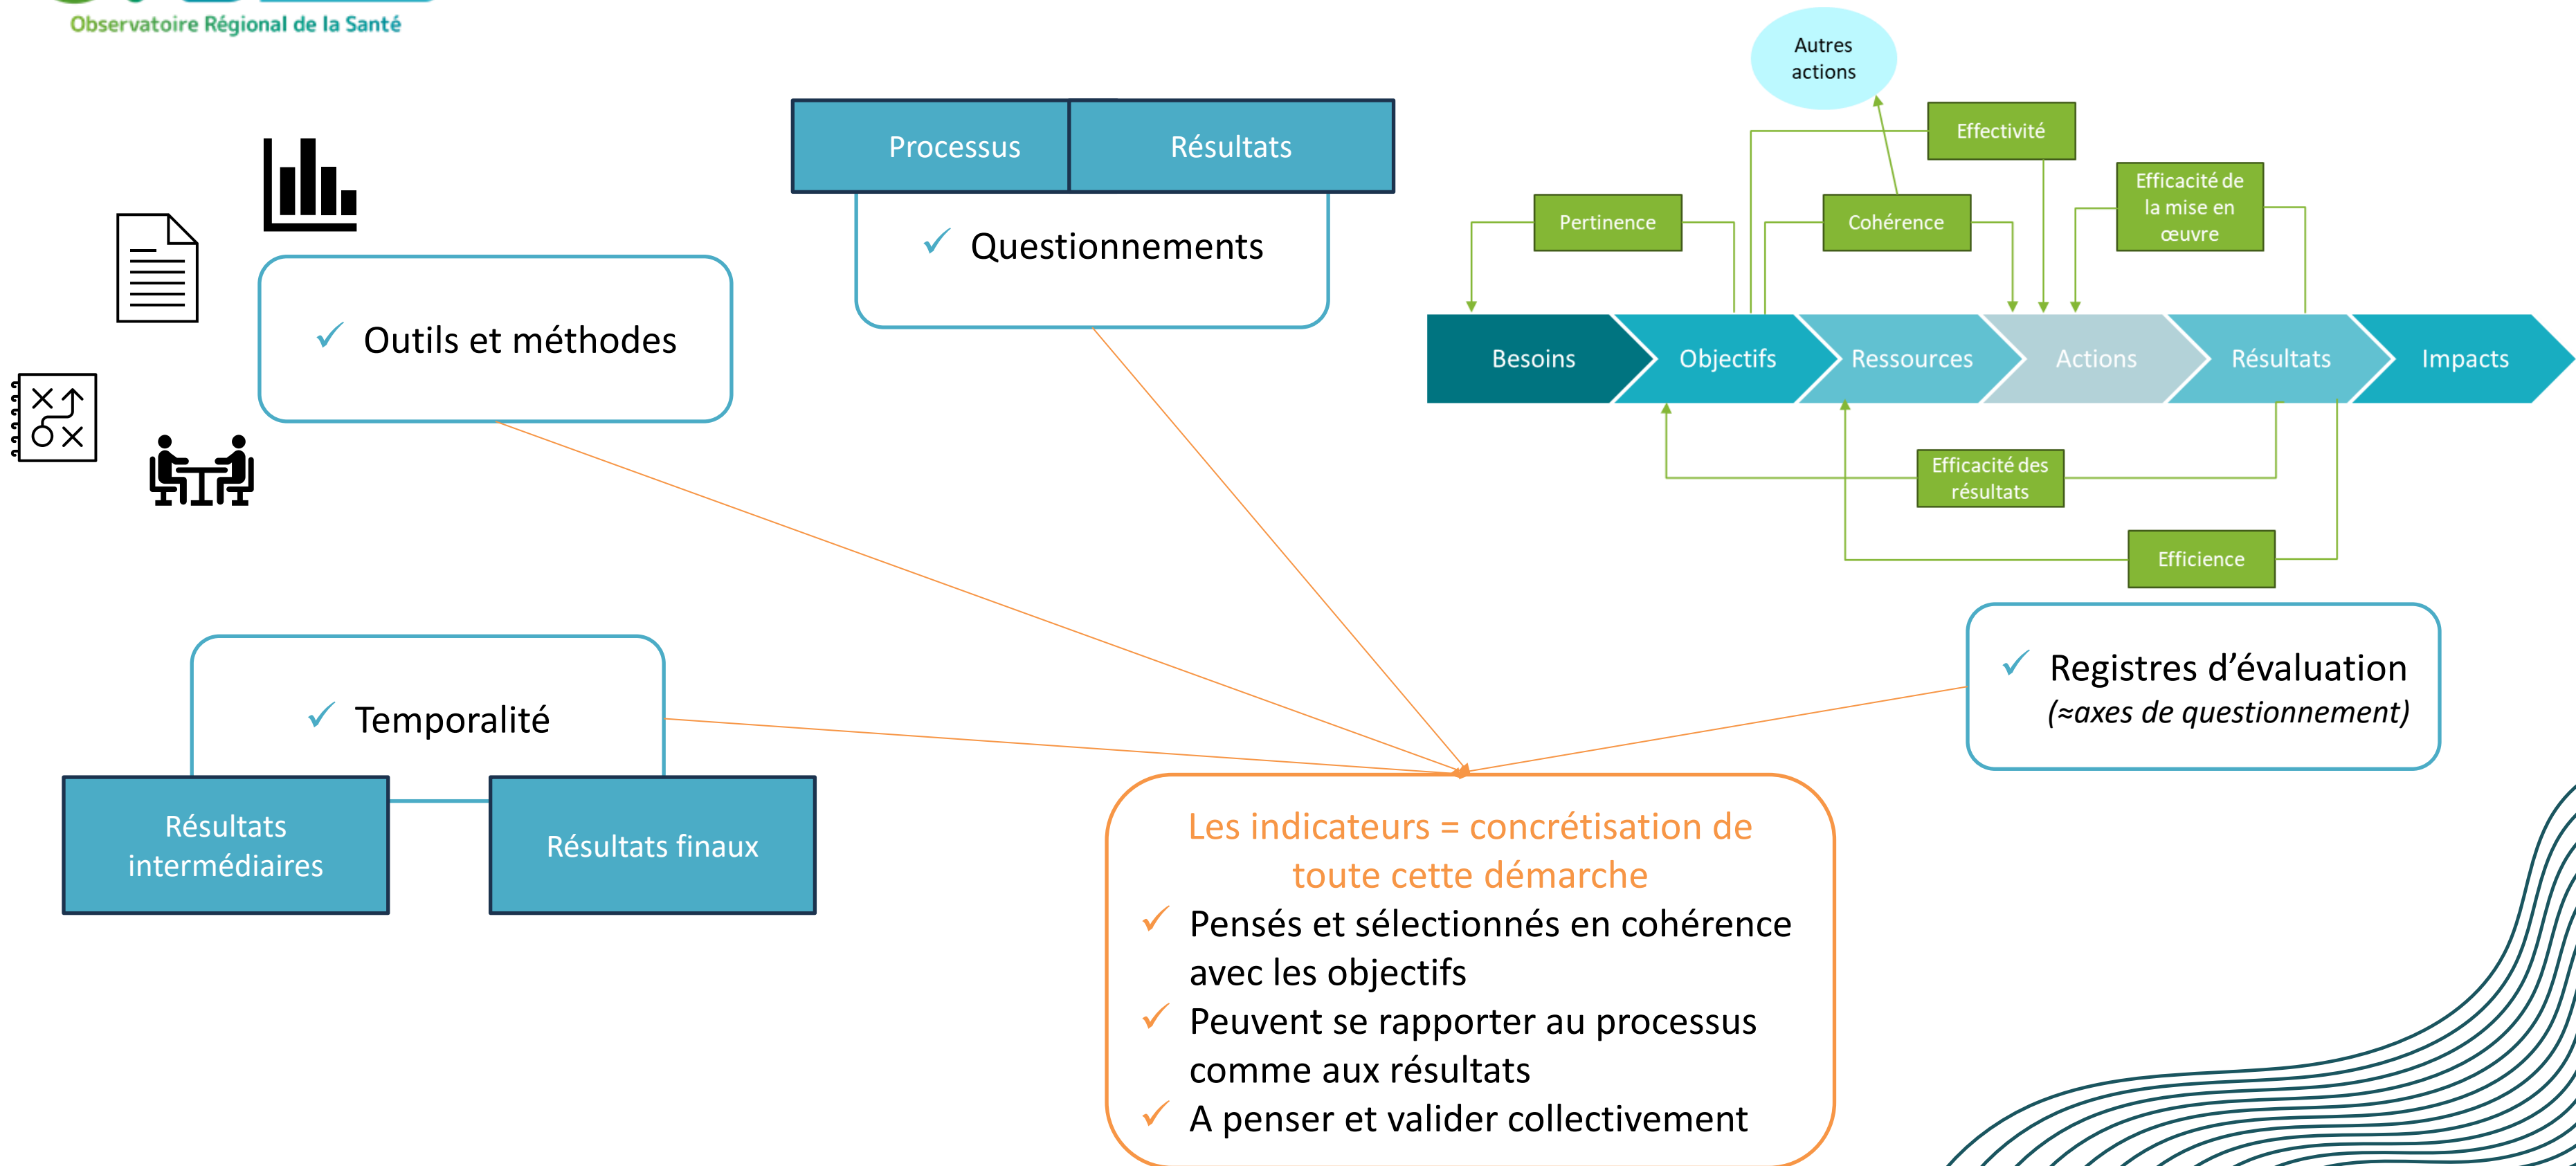 Observatoire Régional de la Santé
Processus
Résultats
✓ Questionnements
✓ Outils et méthodes
Autres
actions
Effectivité
Efficacité de
la mise en
œuvre
Pertinence
Cohérence
Besoins
Objectifs
Ressources
Actions
Résultats
Impacts
Efficacité des
résultats
Efficience
✓ Registres d’évaluation
(≈axes de questionnement)
✓ Temporalité
Résultats
intermédiaires
Résultats finaux
Les indicateurs = concrétisation de
toute cette démarche
✓ Pensés et sélectionnés en cohérence
avec les objectifs
✓ Peuvent se rapporter au processus
comme aux résultats
✓ A penser et valider collectivement